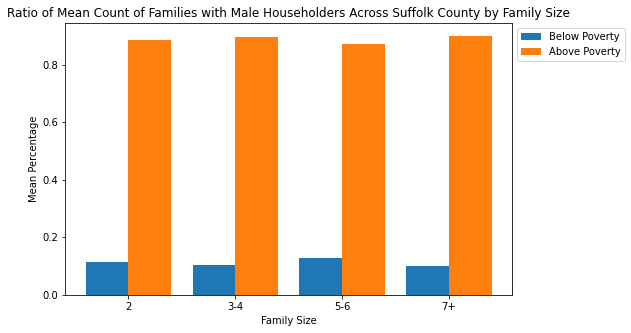 Ratio of Mean Count of Families with Male Householders Across Suffolk County by Family Size
Below Poverty
Above Poverty
Mean Percentage
0.8
0.6
0.4
0.2
0.0
2
3-4
5-6
7+
Family Size